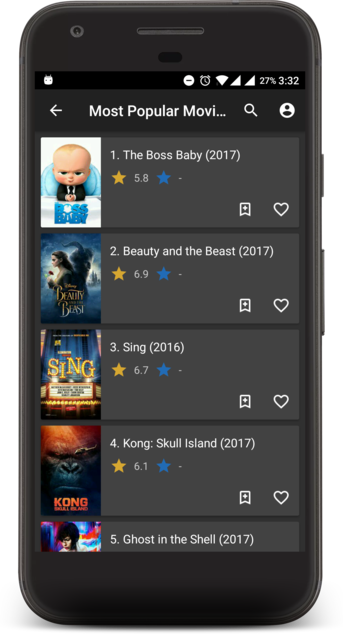 27% 3:32
Most Popular Movi...
1. The Boss Baby (2017)
5.8 -
BOSS
BABY
2. Beauty and the Beast (2017)
6.9 -
Disney
BEAUTY
AND THE
BEAST
3. Sing (2016)
6.7 -
SING
4. Kong: Skull Island (2017)
6.1 -
KONG
SKULL ISLAND
5. Ghost in the Shell (2017)